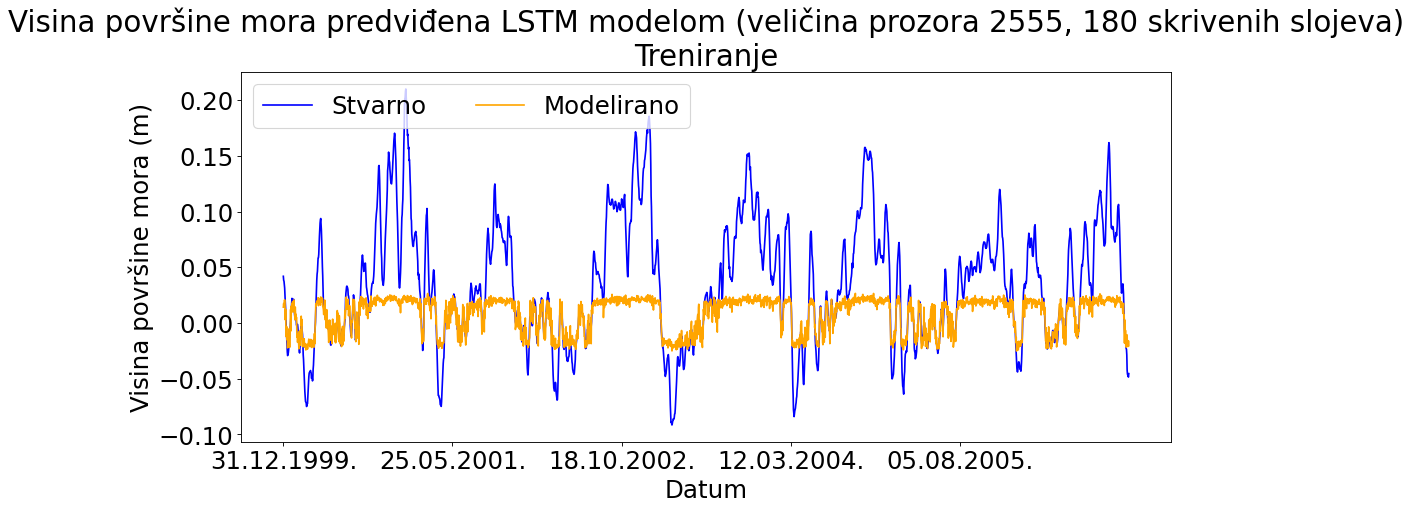 Visina površine mora predviđena LSTM modelom (veličina prozora 2555, 180 skrivenih slojeva)
Treniranje
Stvarno Modelirano
Visina površine mora (m)
0.20
0.15
0.10
0.05
0.00
−0.05
−0.10
31.12.1999. 25.05.2001. 18.10.2002. 12.03.2004. 05.08.2005.
Datum